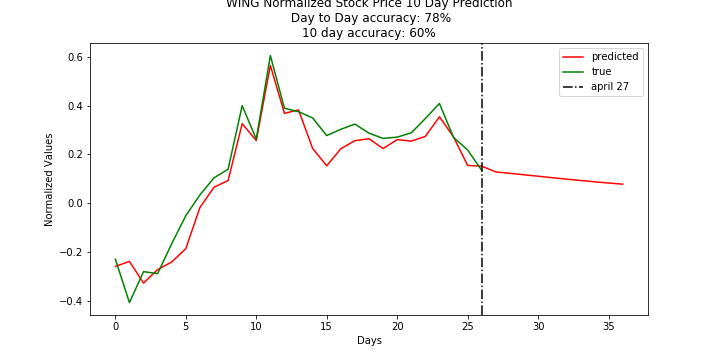 WING Normalized Stock Price 10 Day Prediction
Day to Day accuracy: 78%
10 day accuracy: 60%
predicted
true
april 27
Normalized Values
0.6
0.4
0.2
0.0
−0.2
−0.4
0 5 10 15 20 25 30 35
Days